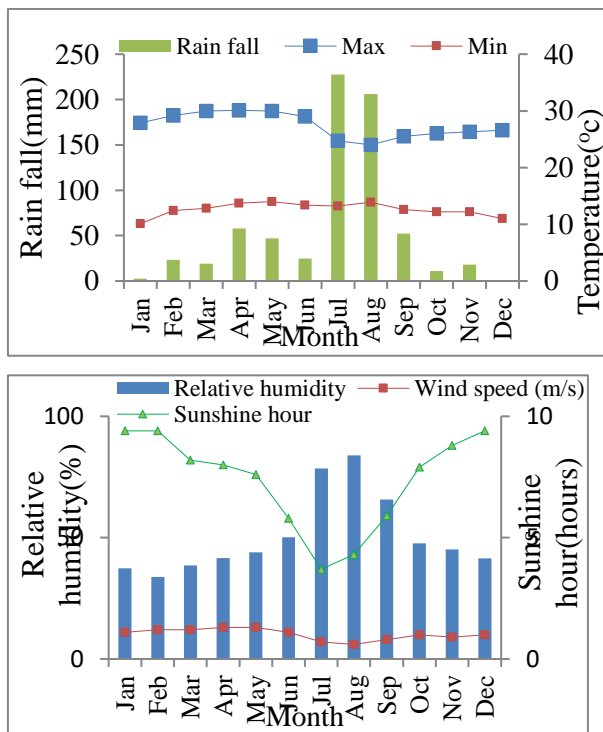 Rain fall Max Min
250
200
150
100
50
0
40
30
20
10
0
Rain fall(mm)
Temperature(°c)
Jan Feb Mar Apr May Jun Jul Aug Sep Oct Nov Dec
Month
Relative humidity Wind speed (m/s)
Sunshine hour
100
50
0
10
5
0
Relative
humidity(%)
Sunshine
hour(hours)
Jan Feb Mar Apr May Jun Jul Aug Sep Oct Nov Dec
Month